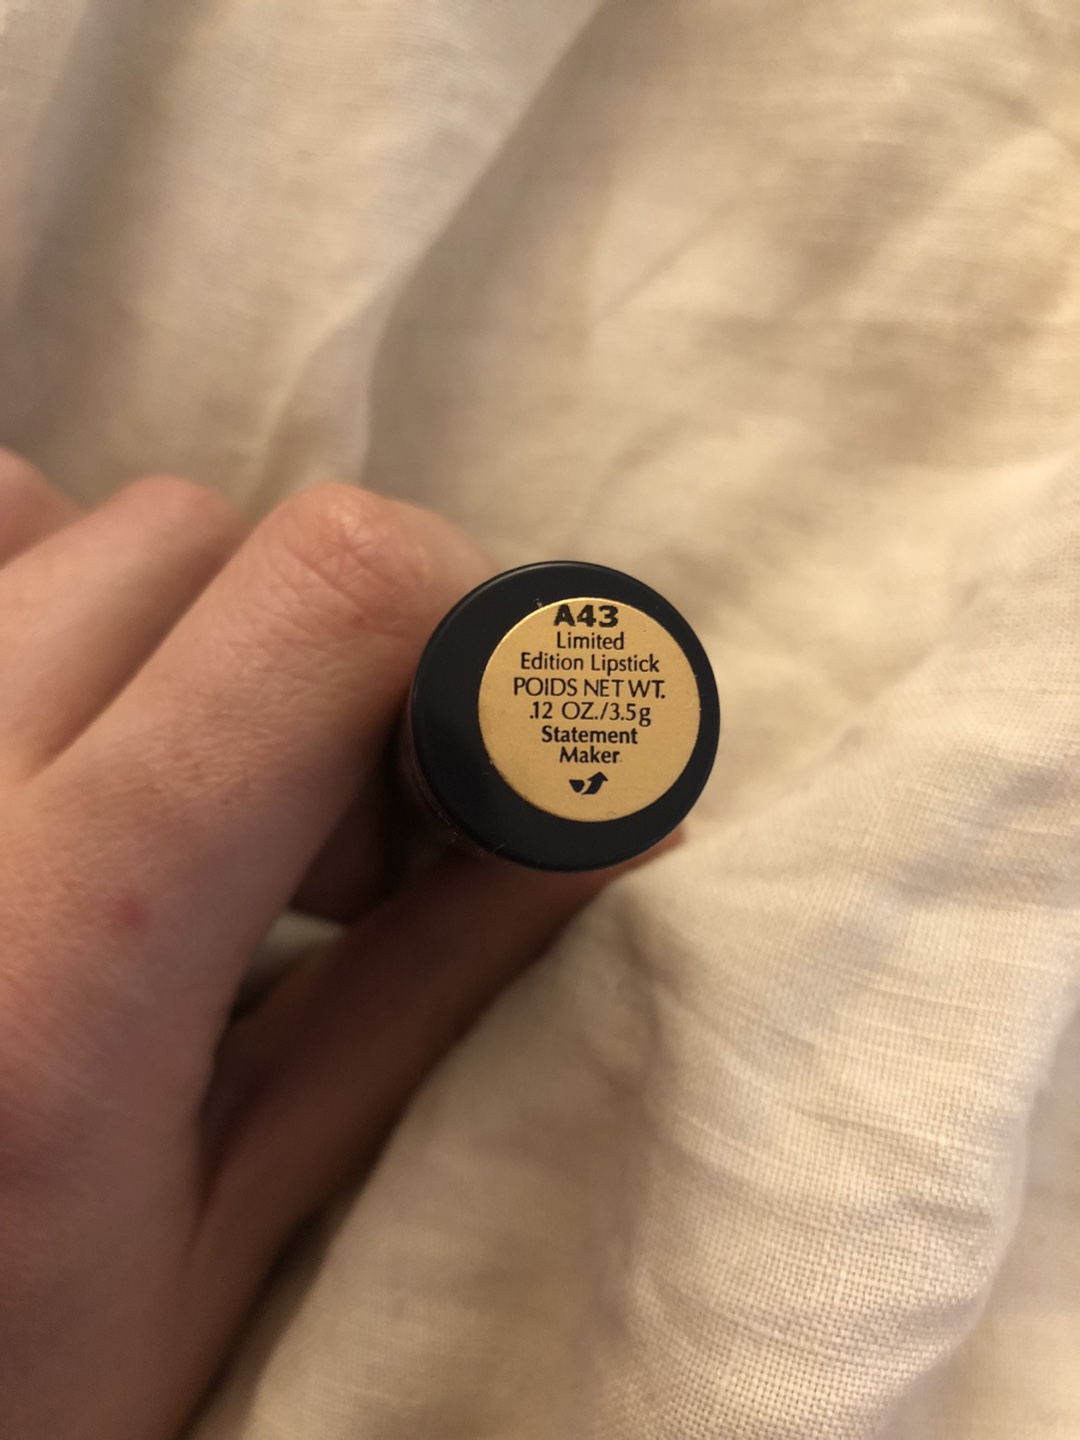 A43
Limited
Edition Lipstick
POIDS NET WT.
.12 OZ./3.5g
Statement
Maker